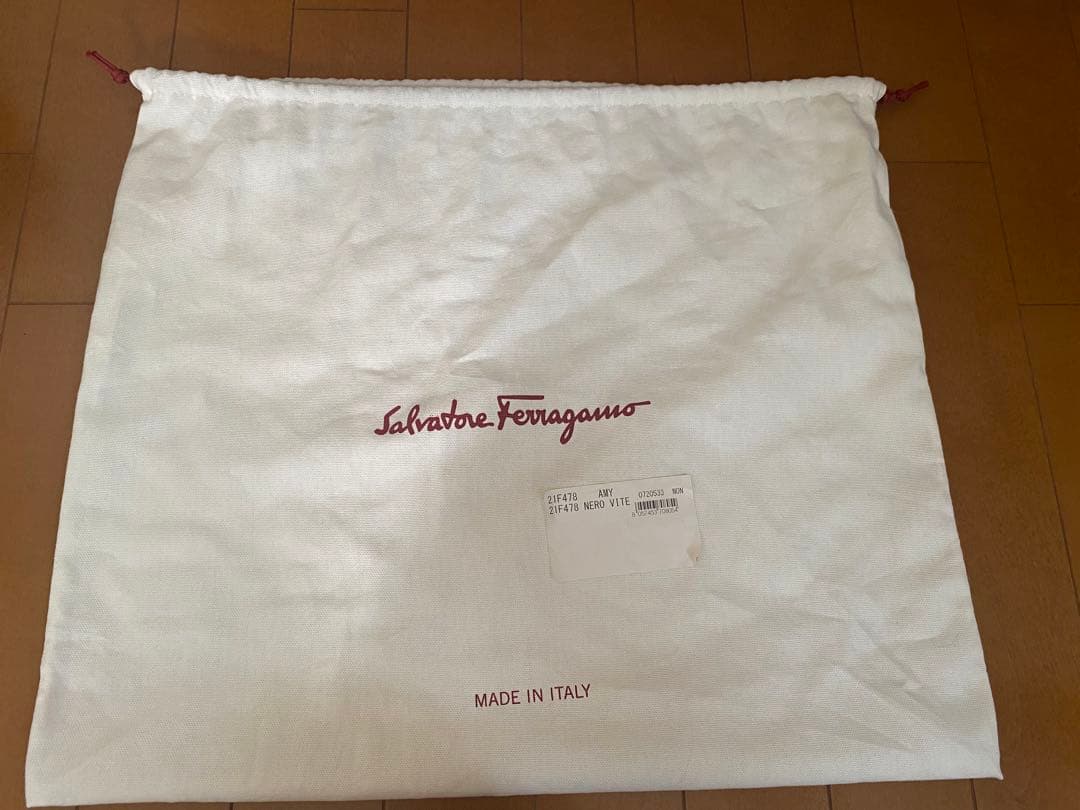 Salvatore Ferragamo
21F478 AMY 0720533 NON
21F478 NERO VITE
MADE IN ITALY